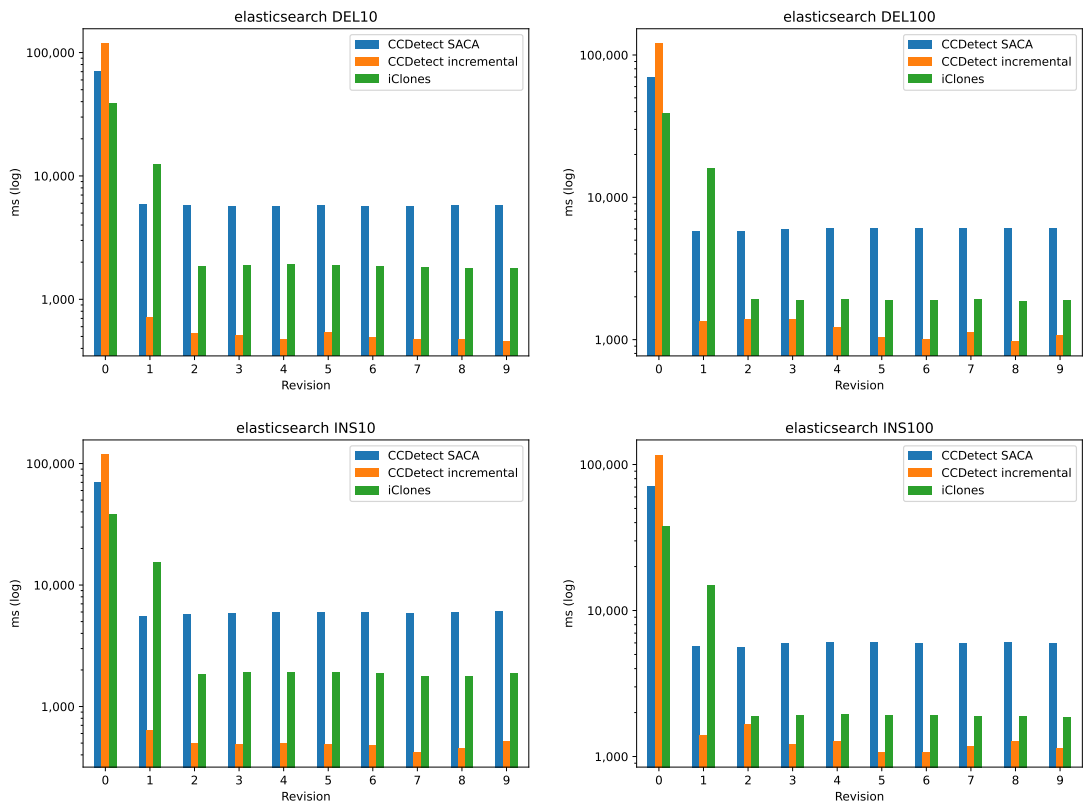 elasticsearch DEL10
ms (log)
100,000
10,000
1,000
CCDetect SACA
CCDetect incremental
iClones
0 1 2 3 4 5 6 7 8 9
Revision
elasticsearch DEL100
ms (log)
100,000
10,000
1,000
CCDetect SACA
CCDetect incremental
iClones
0 1 2 3 4 5 6 7 8 9
Revision
elasticsearch INS10
ms (log)
100,000
10,000
1,000
CCDetect SACA
CCDetect incremental
iClones
0 1 2 3 4 5 6 7 8 9
Revision
elasticsearch INS100
ms (log)
100,000
10,000
1,000
CCDetect SACA
CCDetect incremental
iClones
0 1 2 3 4 5 6 7 8 9
Revision